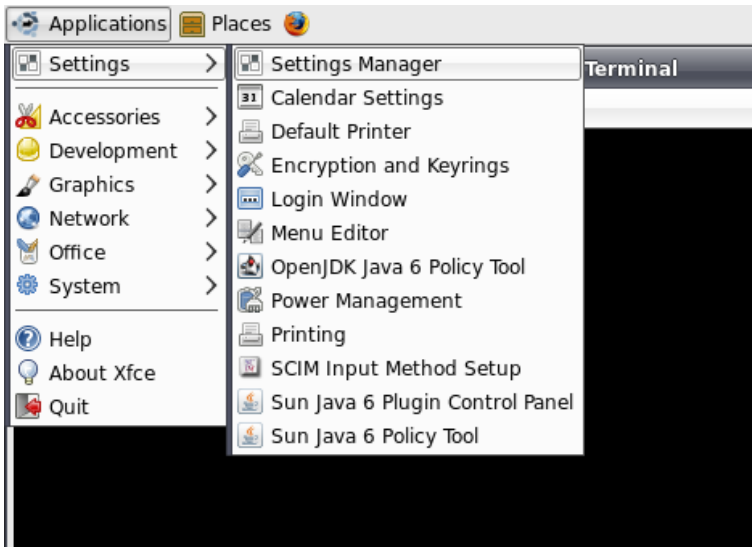 Applications Places
Settings
Accessories
Development
Graphics
Network
Office
System
Help
About Xfce
Quit
Settings Manager
31 Calendar Settings
Default Printer
Encryption and Keyrings
Login Window
Menu Editor
OpenJDK Java 6 Policy Tool
Power Management
Printing
SCIM Input Method Setup
Sun Java 6 Plugin Control Panel
Sun Java 6 Policy Tool
Terminal